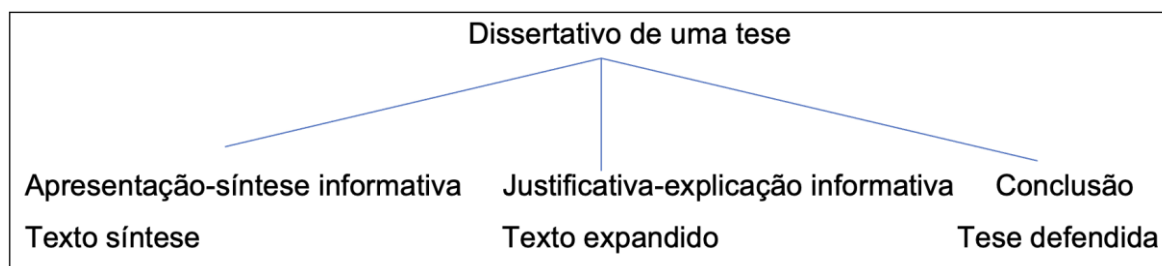 Dissertativo de uma tese
Apresentação-síntese informativa Justificativa-explicação informativa Conclusão
Texto síntese Texto expandido Tese defendida